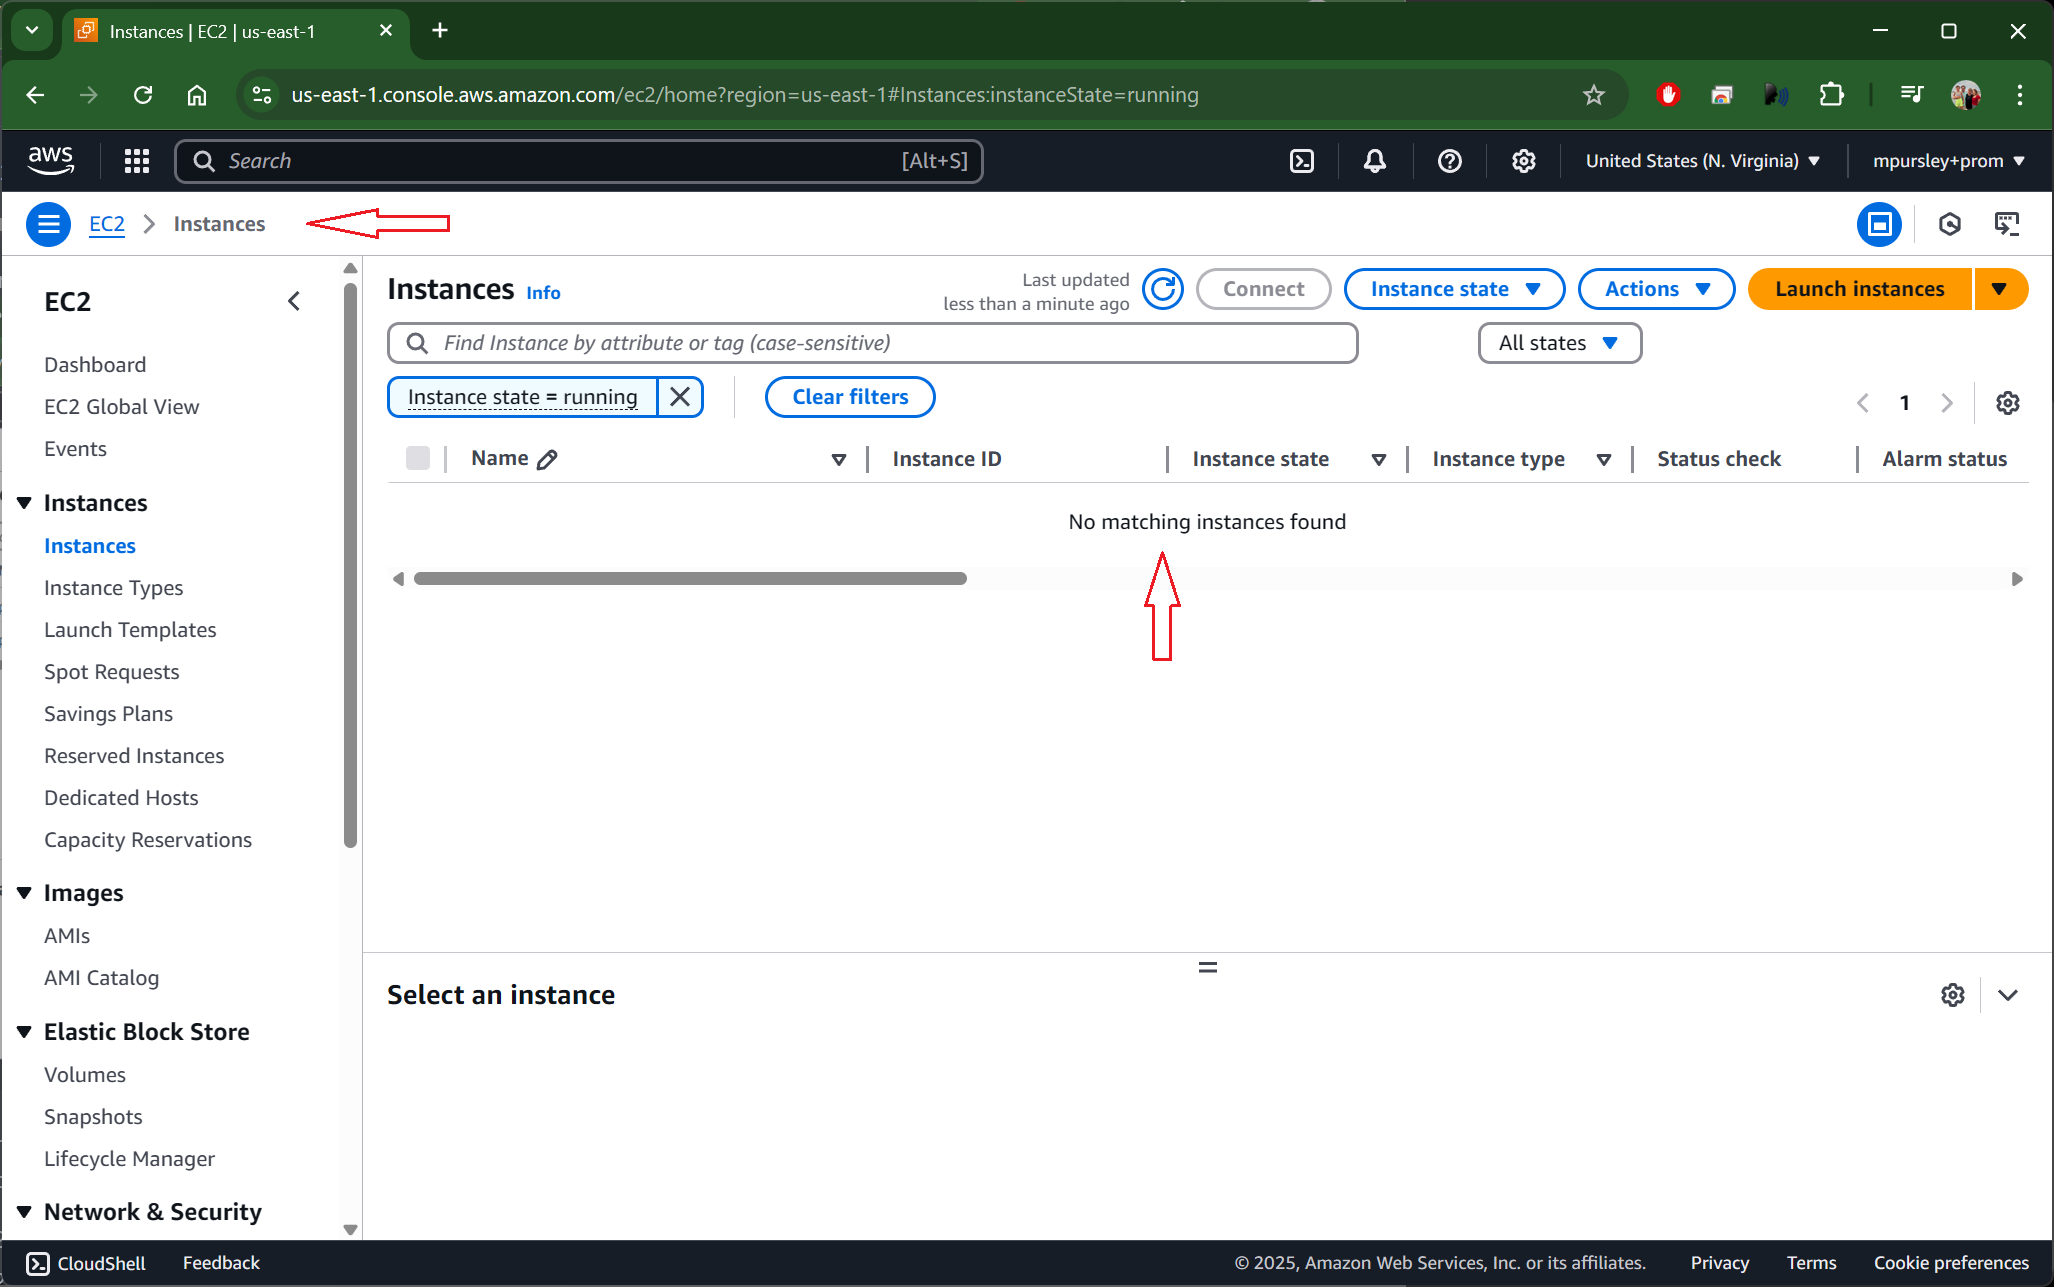 Instances | EC2 | us-east-1
us-east-1.console.aws.amazon.com/ec2/home?region=us-east-1#Instances:instanceState=running
aws
Search [Alt+S]
United States (N. Virginia)
mpursley+prom
EC2 > Instances
EC2
Dashboard
EC2 Global View
Events
Instances
Instances
Instance Types
Launch Templates
Spot Requests
Savings Plans
Reserved Instances
Dedicated Hosts
Capacity Reservations
Images
AMIs
AMI Catalog
Elastic Block Store
Volumes
Snapshots
Lifecycle Manager
Network & Security
Instances Info
Last updated
less than a minute ago
Connect
Instance state
Actions
Launch instances
Find Instance by attribute or tag (case-sensitive)
All states
Instance state = running
Clear filters
1
Name Instance ID Instance state Instance type Status check Alarm status
No matching instances found
Select an instance
CloudShell Feedback
© 2025, Amazon Web Services, Inc. or its affiliates. Privacy Terms Cookie preferences